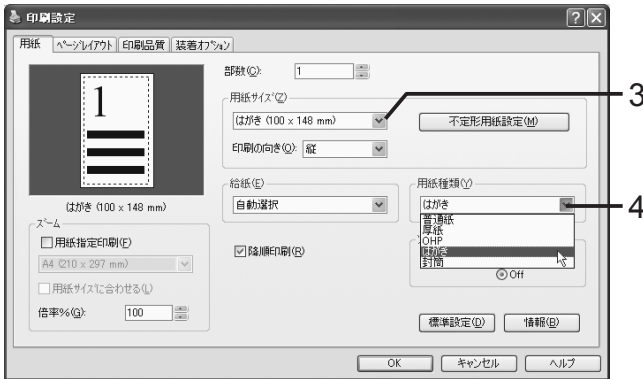 印刷設定
用紙 ページレイアウト 印刷品質 装着オプション
部数(C): 1
用紙サイズ(Z)
はがき (100 x 148 mm)
不定形用紙設定(M)
印刷の向き(O): 縦
3
はがき (100 x 148 mm)
給紙(E)
自動選択
用紙種類(Y)
はがき
4
普通紙
厚紙
OHP
はがき
封筒
Off
ズーム
用紙指定印刷(F)
A4 (210 x 297 mm)
用紙サイズに合わせる(L)
倍率%(G): 100
降順印刷(R)
標準設定(D) 情報(B)
OK キャンセル ヘルプ
1